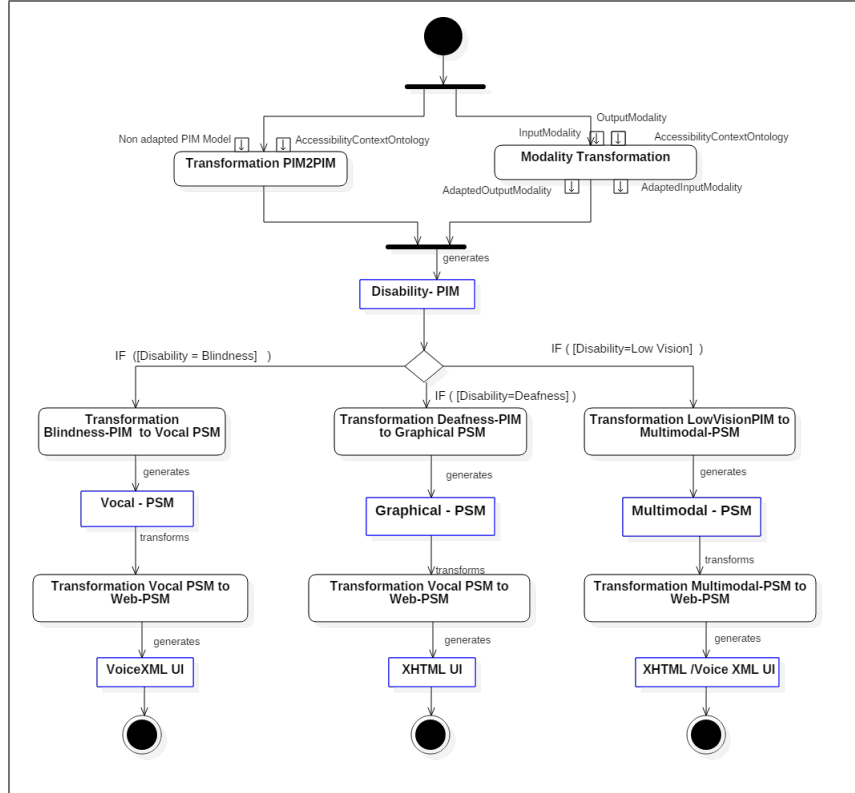 OutputModality
InputModality
Non adapted PIM Model
AccessibilityContextOntology
AccessibilityContextOntology
Transformation PIM2PIM
Modality Transformation
AdaptedOutputModality
AdaptedInputModality
generates
Disability- PIM
IF ([Disability = Blindness] )
IF ( [Disability=Low Vision] )
IF ( [Disability=Deafness] )
Transformation
Blindness-PIM to Vocal PSM
Transformation Deafness-PIM
to Graphical PSM
Transformation LowVisionPIM to
Multimodal-PSM
generates
generates
generates
Vocal - PSM
Graphical - PSM
Multimodal - PSM
transforms
transforms
transforms
Transformation Vocal PSM to
Web-PSM
Transformation Vocal PSM to
Web-PSM
Transformation Multimodal-PSM to
Web-PSM
generates
generates
generates
VoiceXML UI
XHTML UI
XHTML /Voice XML UI